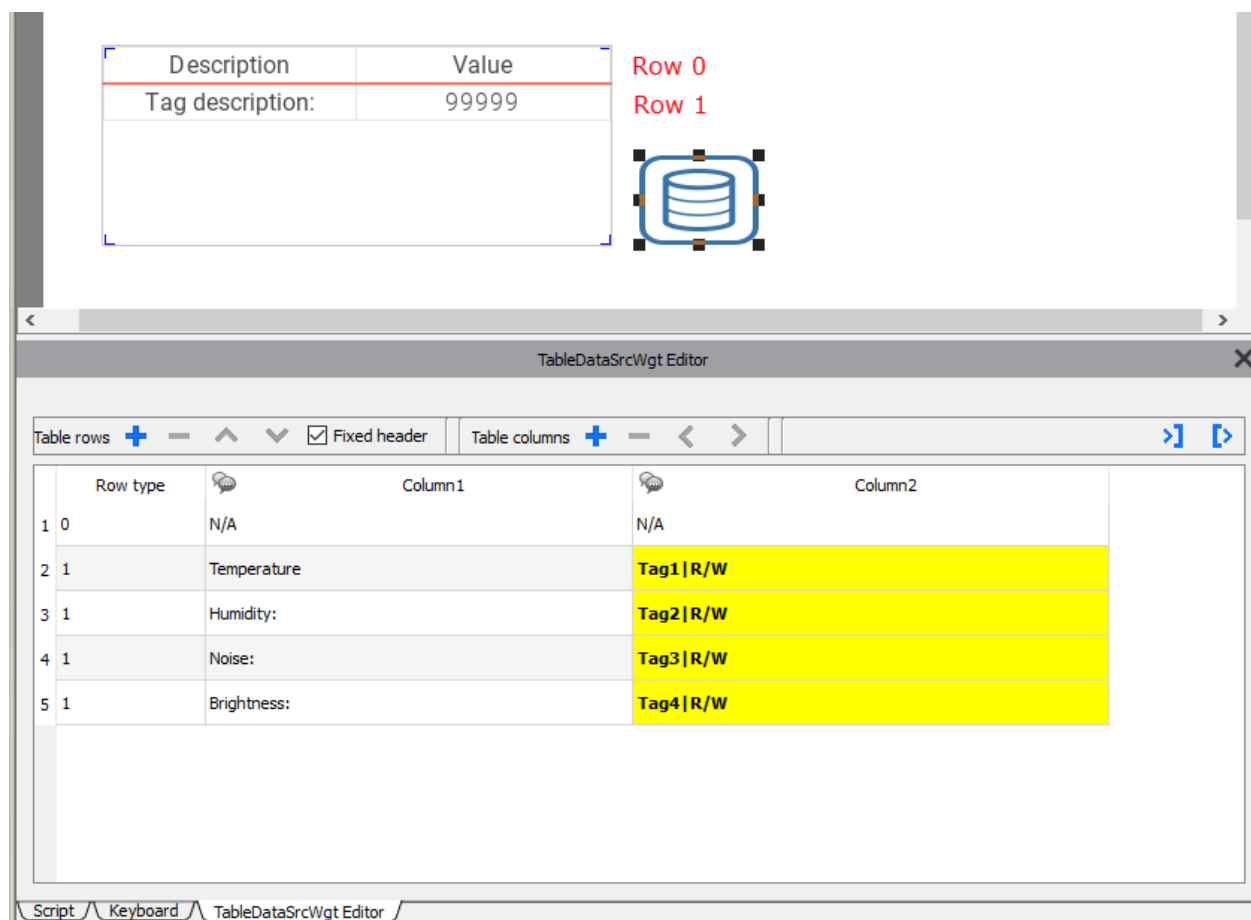 Description Value Row 0
Tag description: 99999 Row 1
TableDataSrcWgt Editor
Table rows Fixed header Table columns
Row type Column1 Column2
1 0 N/A N/A
2 1 Temperature Tag1|R/W
3 1 Humidity: Tag2|R/W
4 1 Noise: Tag3|R/W
5 1 Brightness: Tag4|R/W
Script Keyboard TableDataSrcWgt Editor